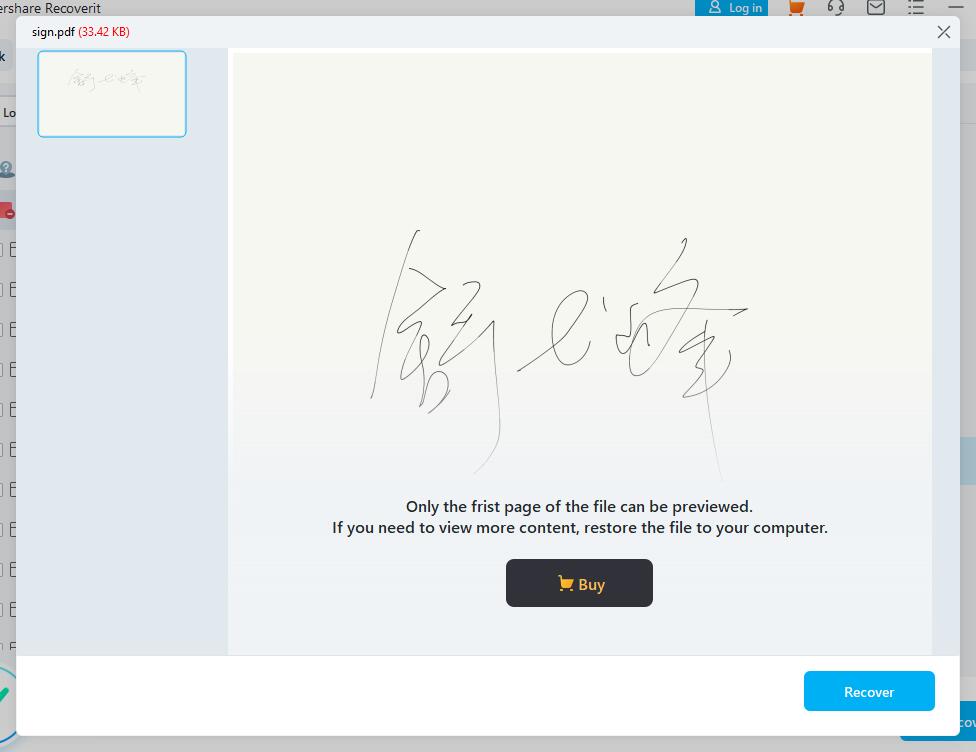 ershare Recoverit
Log in
sign.pdf (33.42 KB)
k
Lo
Only the frist page of the file can be previewed.
If you need to view more content, restore the file to your computer.
Buy
Recover
cov